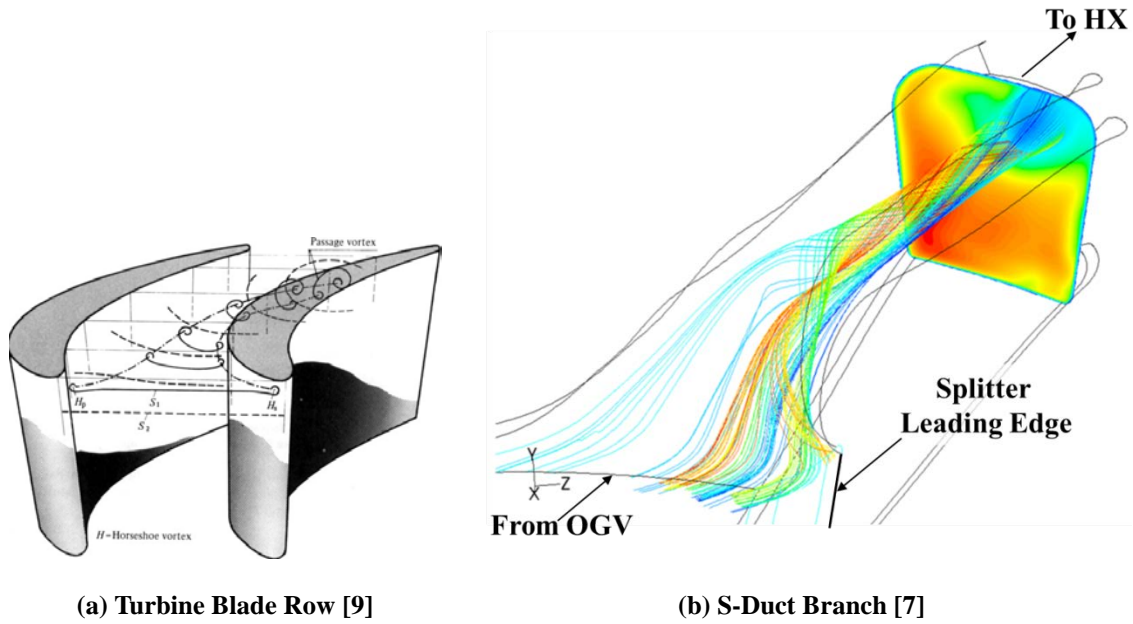 To HX
Passage vortex
Hp
S1
Hs
S2
Splitter
Leading Edge
Y
X
Z
From OGV
H=Horseshoe vortex
(a) Turbine Blade Row [9]
(b) S-Duct Branch [7]